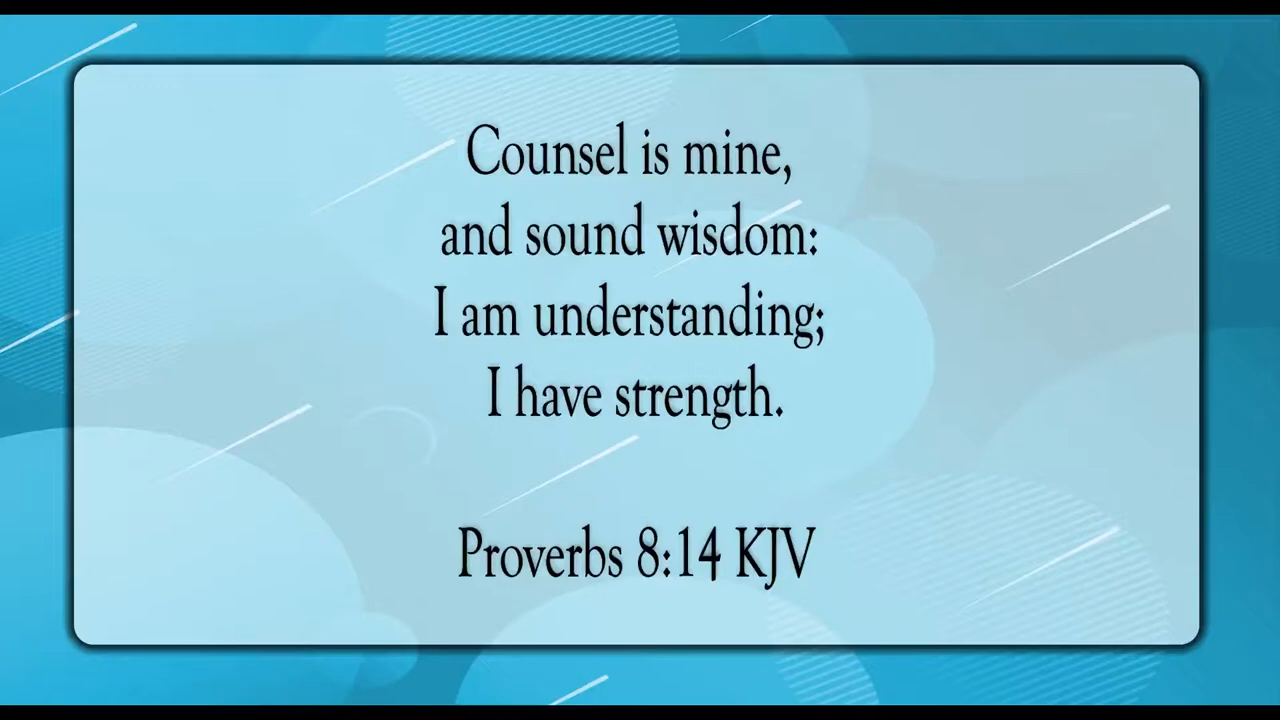 Counsel is mine,
and sound wisdom:
I am understanding;
I have strength.
Proverbs 8:14 KJV